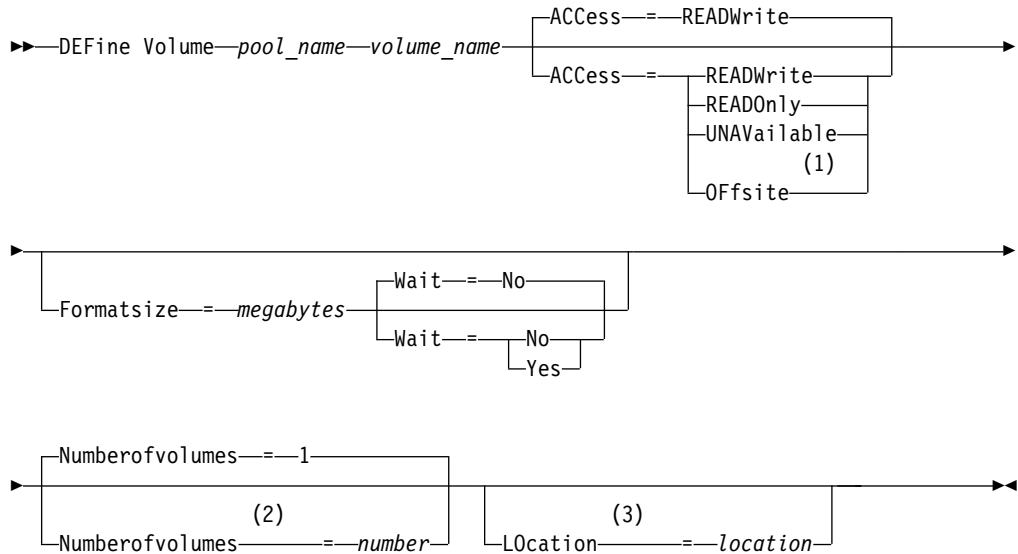 ACCess = READWrite
DEFine Volume pool_name volume_name
ACCess = READWrite
READOnly
UNAVailable
(1)
OFfsite
Wait = No
Formatsize = megabytes
Wait = No
Yes
Numberofvolumes = 1
(2) (3)
Numberofvolumes = number LOcation = location